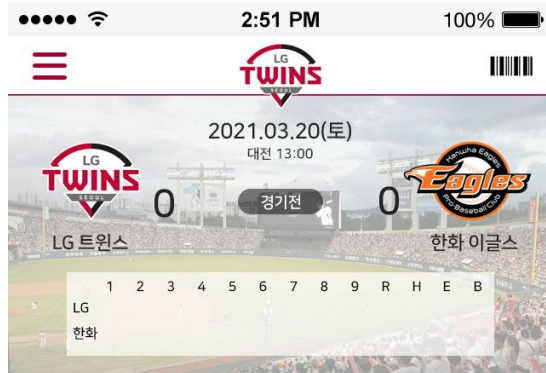 2:51 PM
100%
LG
TWINS
SEOUL
2021.03.20(토)
대전 13:00
LG
TWINS
SEOUL
0
경기전
0
Hanwha Eagles
Eagles
Pro Baseball Club
LG 트윈스
한화 이글스
1 2 3 4 5 6 7 8 9 R H E B
LG
한화